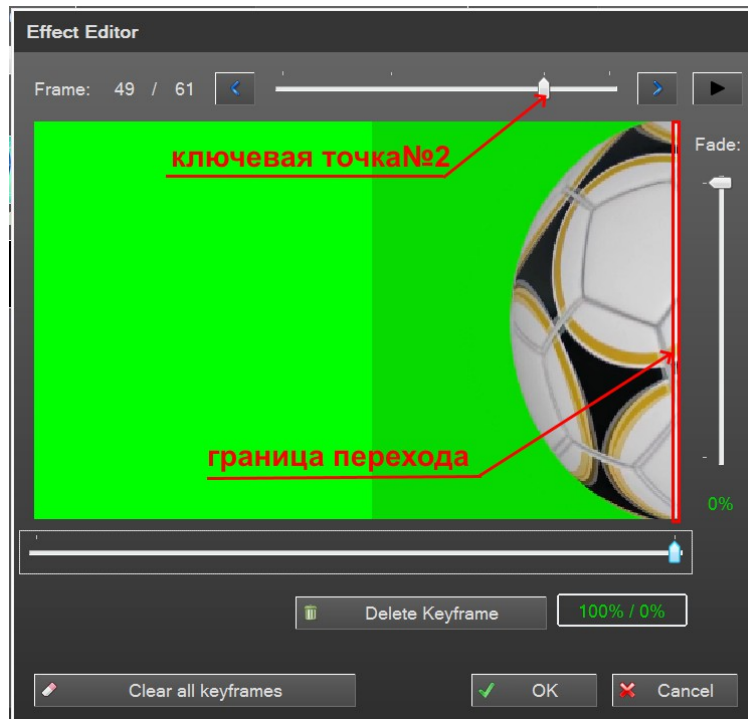 Effect Editor
Frame: 49 / 61
ключевая точка№2
Fade:
граница перехода
0%
Delete Keyframe 100% / 0%
Clear all keyframes OK Cancel